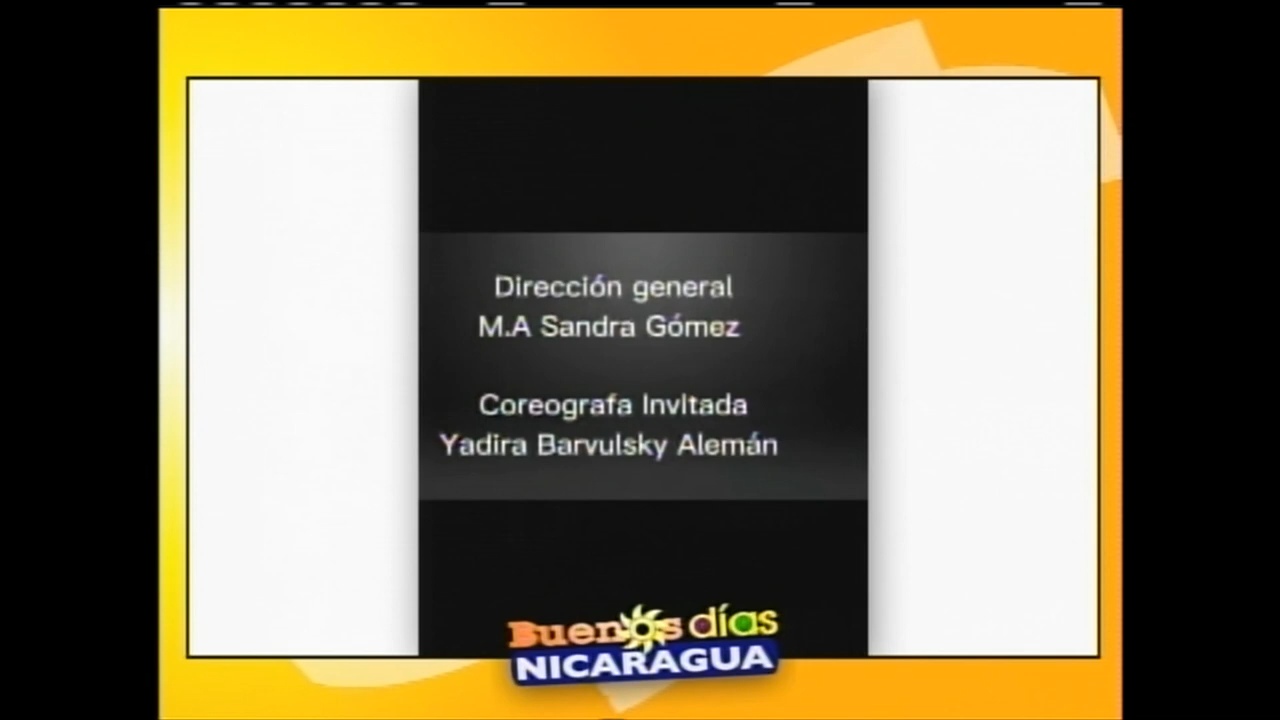 Dirección general
M.A Sandra Gómez
Coreografa Invitada
Yadira Barvulsky Alemán
Buenos días
NICARAGUA